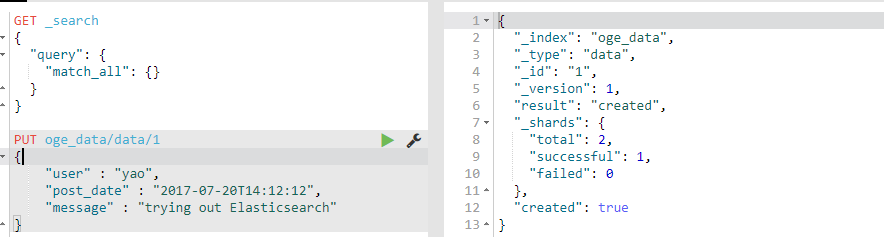 GET _search
{
  "query": {
    "match_all": {}
  }
}
PUT oge_data/data/1
{
    "user" : "yao",
    "post_date" : "2017-07-20T14:12:12",
    "message" : "trying out Elasticsearch"
}
1 {
2   "_index": "oge_data",
3   "_type": "data",
4   "_id": "1",
5   "_version": 1,
6   "result": "created",
7   "_shards": {
8     "total": 2,
9     "successful": 1,
10     "failed": 0
11   },
12   "created": true
13 }